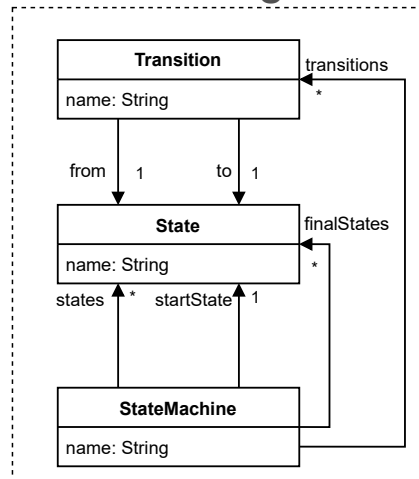 Transition
transitions
name: String
*
from 1 to 1
State
finalStates
name: String
*
states * startState 1
StateMachine
name: String